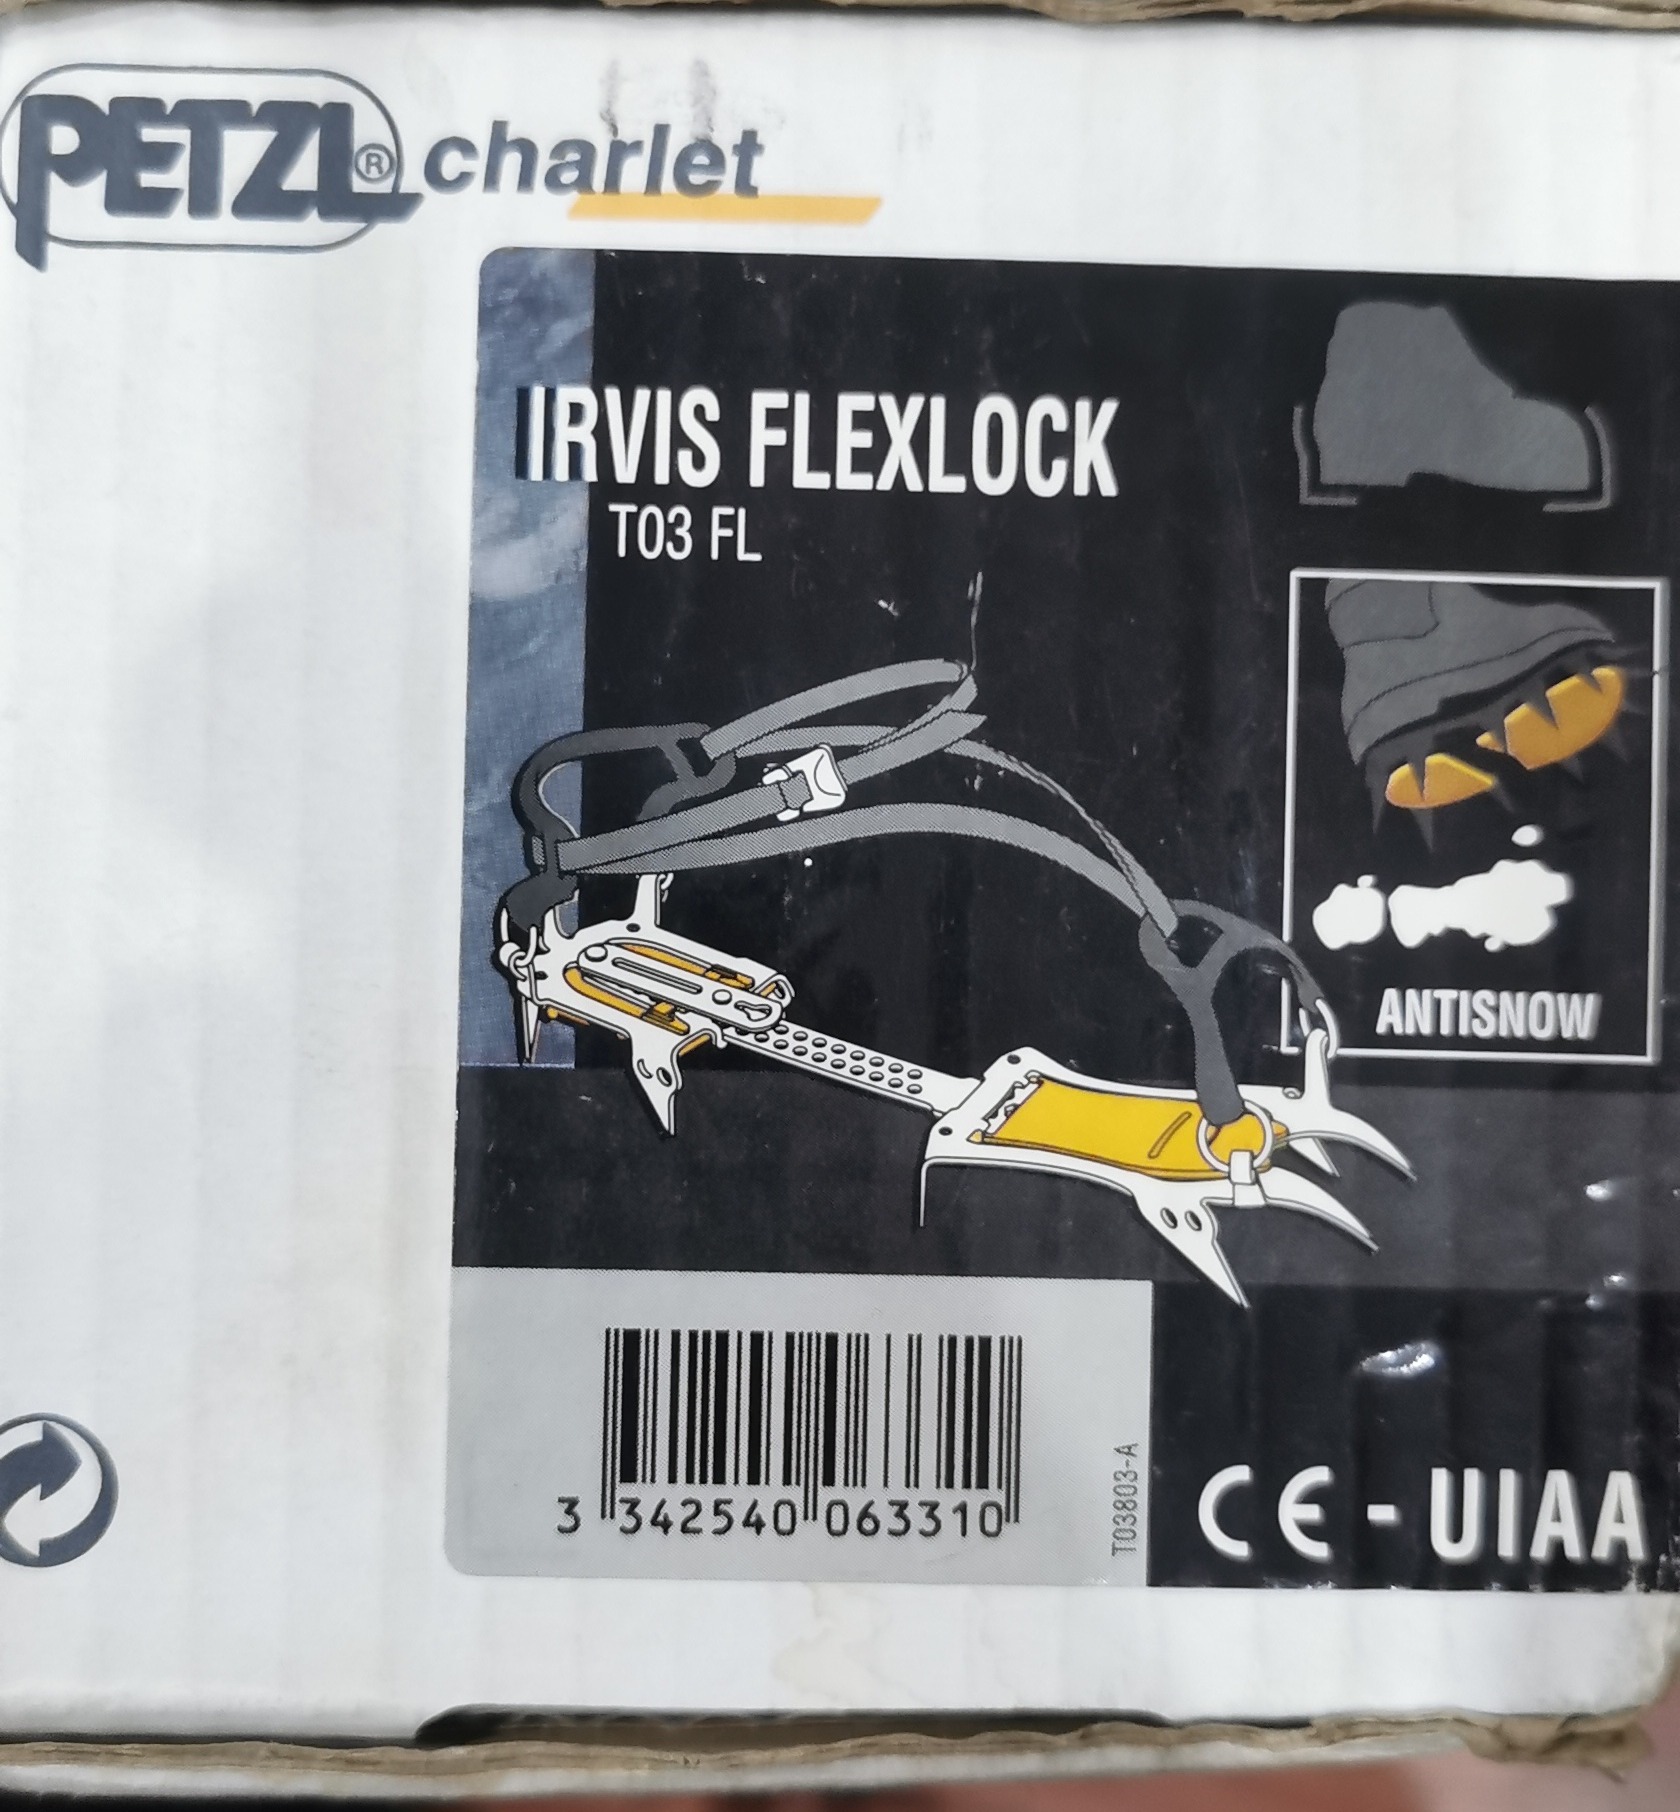 PETZL® charlet
IRVIS FLEXLOCK
T03 FL
ANTISNOW
3 342540 063310
T03803-A
CE - UIAA